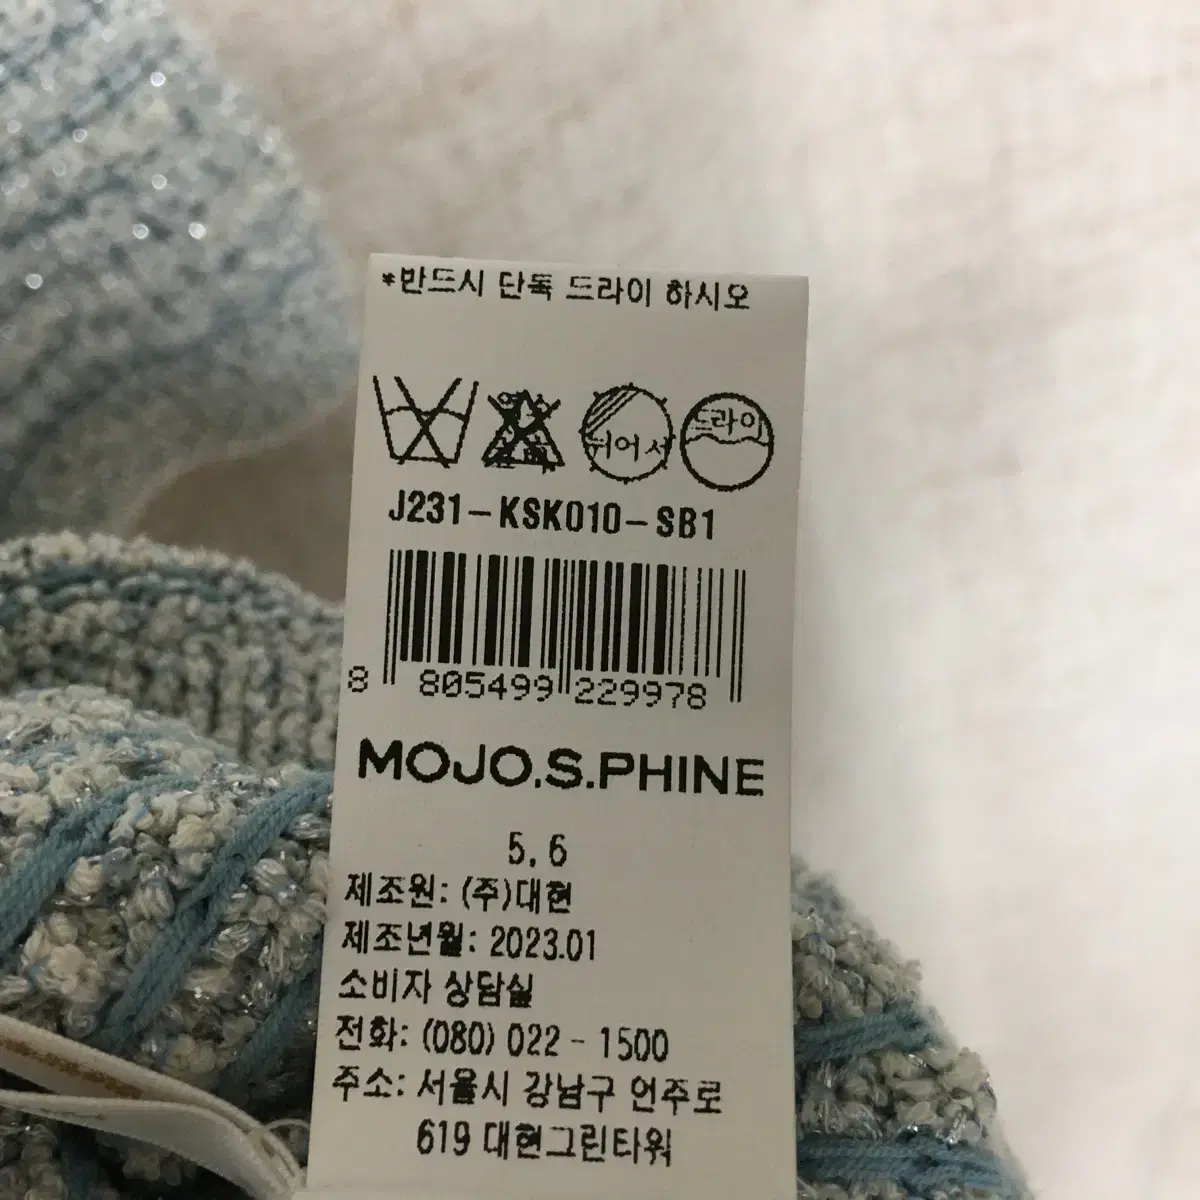 *반드시 단독 드라이 하시오
뉘어서
드라이
J231-KSK010-SB1
8 805499 229978
MOJO.S.PHINE
5.6
제조원: (주)대현
제조년월: 2023.01
소비자 상담실
전화: (080) 022 - 1500
주소: 서울시 강남구 언주로
619 대현그린타워